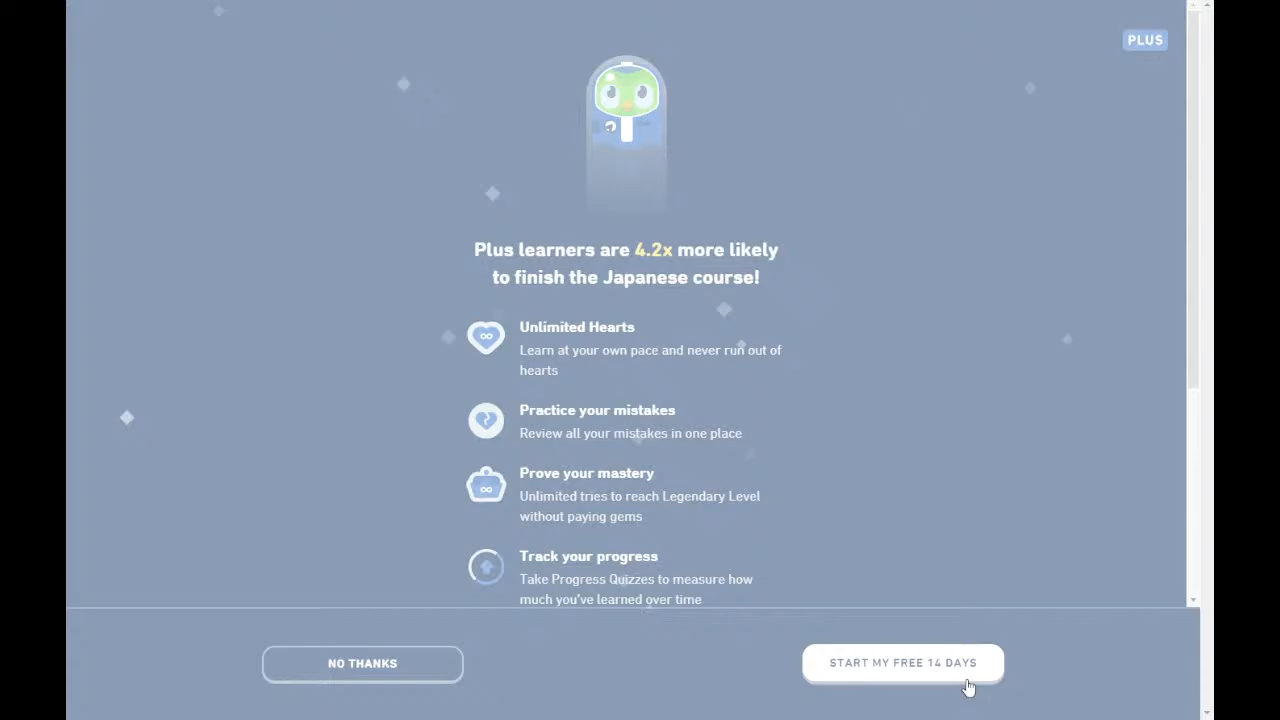 PLUS
Plus learners are 4.2x more likely
to finish the Japanese course!
Unlimited Hearts
Learn at your own pace and never run out of
hearts
Practice your mistakes
Review all your mistakes in one place
Prove your mastery
Unlimited tries to reach Legendary Level
without paying gems
Track your progress
Take Progress Quizzes to measure how
much you've learned over time
NO THANKS
START MY FREE 14 DAYS